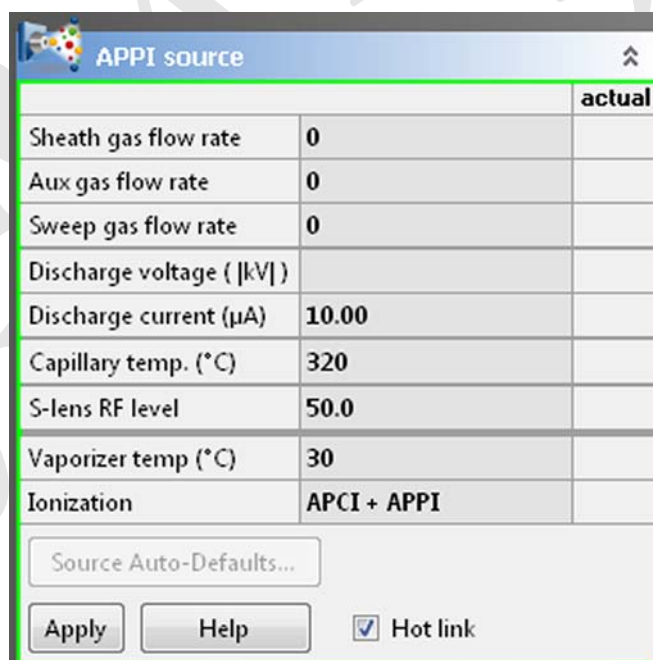 APPI source
actual
Sheath gas flow rate 0
Aux gas flow rate 0
Sweep gas flow rate 0
Discharge voltage ( |kV| )
Discharge current (µA) 10.00
Capillary temp. (°C) 320
S-lens RF level 50.0
Vaporizer temp (°C) 30
Ionization APCI + APPI
Source Auto-Defaults...
Apply Help Hot link